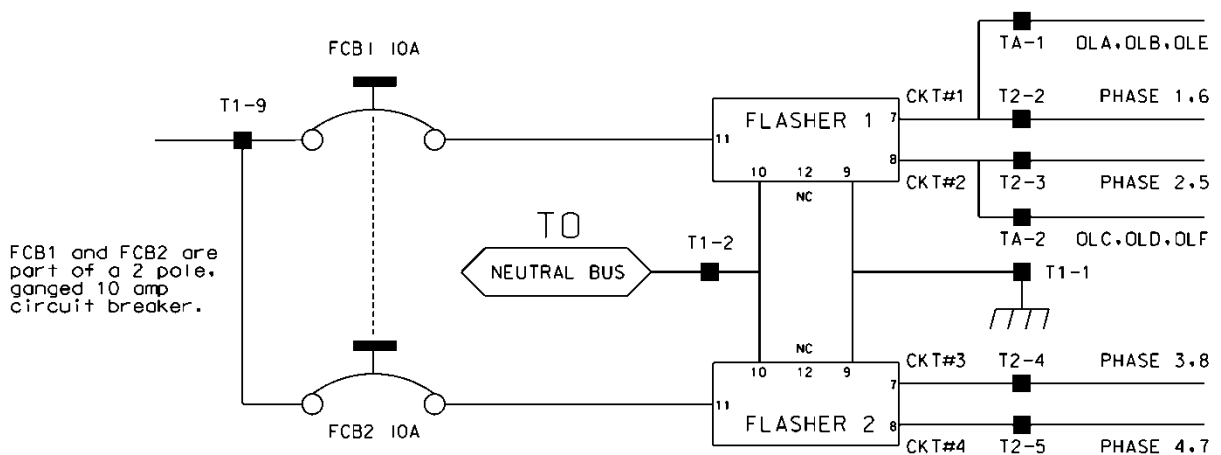 FCB1 10A
T1-9
TA-1 OLA,OLB,OLE
CKT#1 T2-2 PHASE 1,6
FLASHER 1
11
7
8
10 12 9
NC
CKT#2 T2-3 PHASE 2,5
TA-2 OLC,OLD,OLF
TO
NEUTRAL BUS
T1-2
T1-1
FCB1 and FCB2 are
part of a 2 pole,
ganged 10 amp
circuit breaker.
NC
10 12 9
11
7
8
FLASHER 2
CKT#3 T2-4 PHASE 3,8
FCB2 10A
CKT#4 T2-5 PHASE 4,7